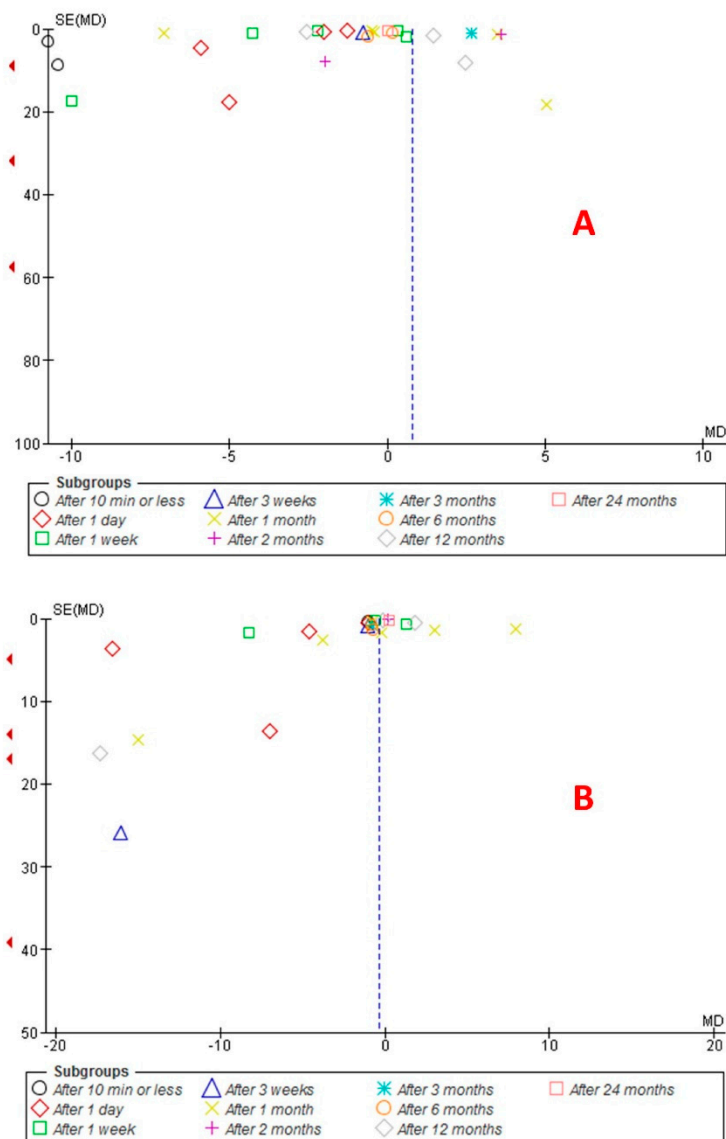 SE(MD)
0
20
40
60
80
100
A
MD
-10
-5
0
5
10
Subgroups
After 10 min or less
After 3 weeks
After 3 months
After 24 months
After 1 day
After 1 month
After 6 months
After 1 week
After 2 months
After 12 months
SE(MD)
0
10
20
30
40
50
B
MD
-20
-10
0
10
20
Subgroups
After 10 min or less
After 3 weeks
After 3 months
After 24 months
After 1 day
After 1 month
After 6 months
After 1 week
After 2 months
After 12 months